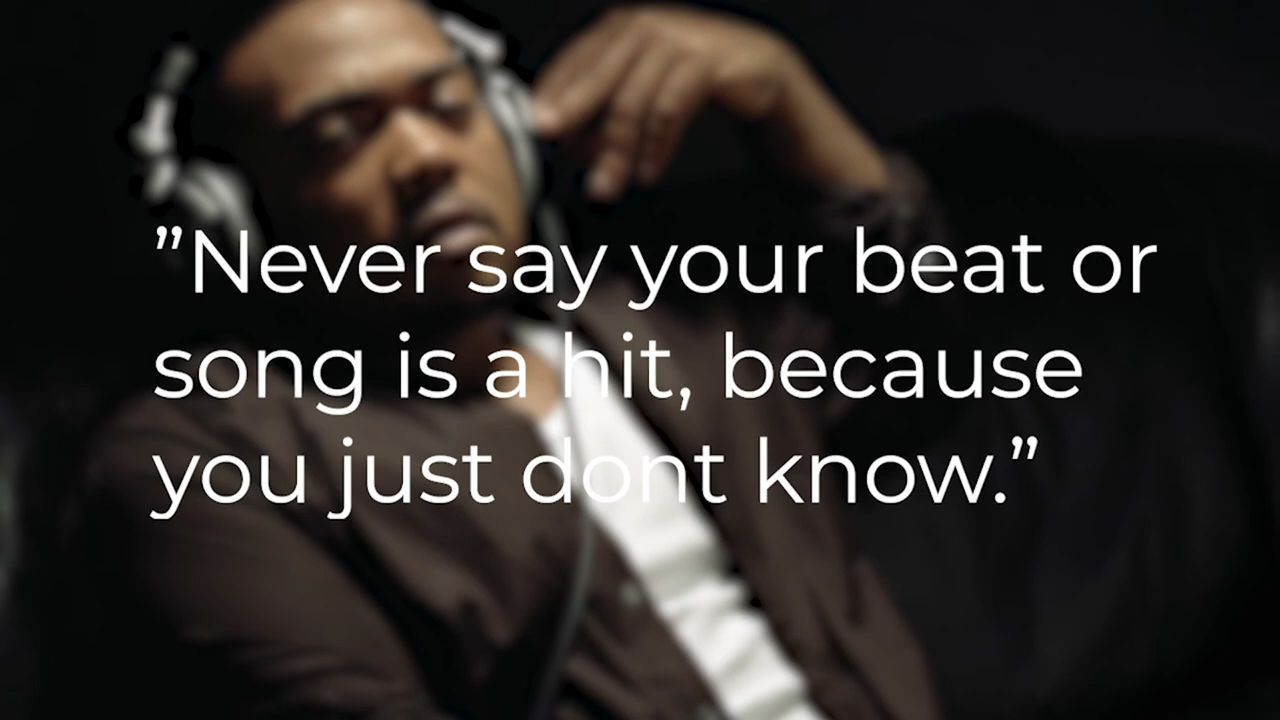 ”Never say your beat or
song is a hit, because
you just dont know.”